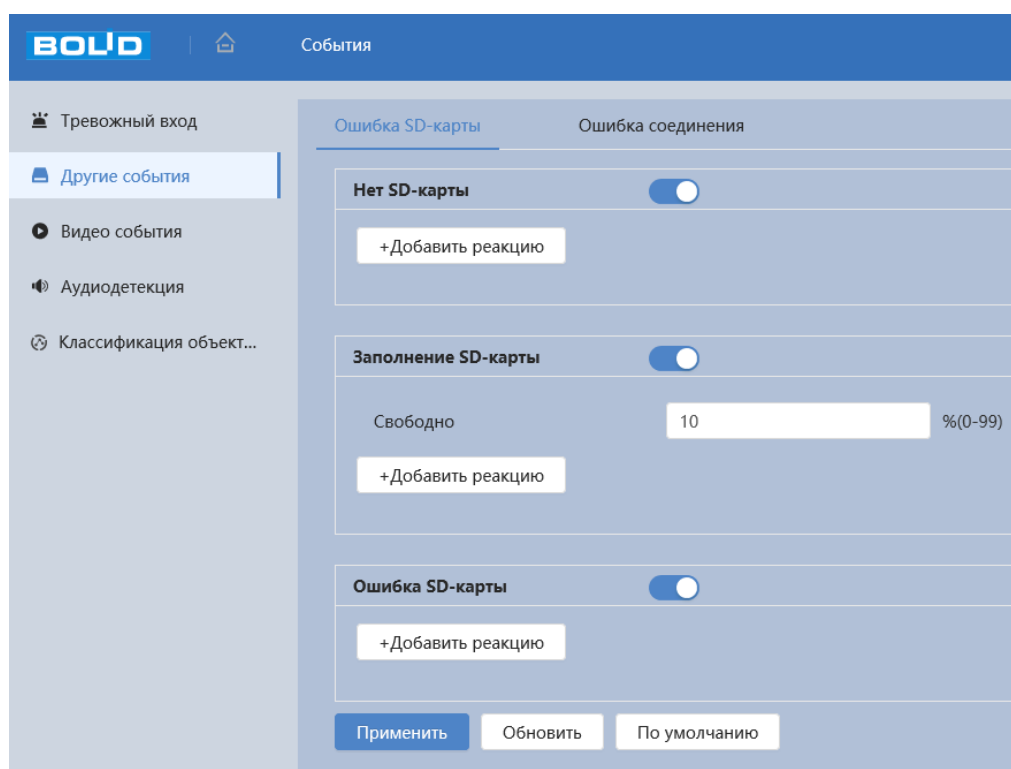 BOLID
События
Тревожный вход
Другие события
Видео события
Аудиодетекция
Классификация объект...
Ошибка SD-карты Ошибка соединения
Нет SD-карты
+Добавить реакцию
Заполнение SD-карты
Свободно 10 %(0-99)
+Добавить реакцию
Ошибка SD-карты
+Добавить реакцию
Применить Обновить По умолчанию